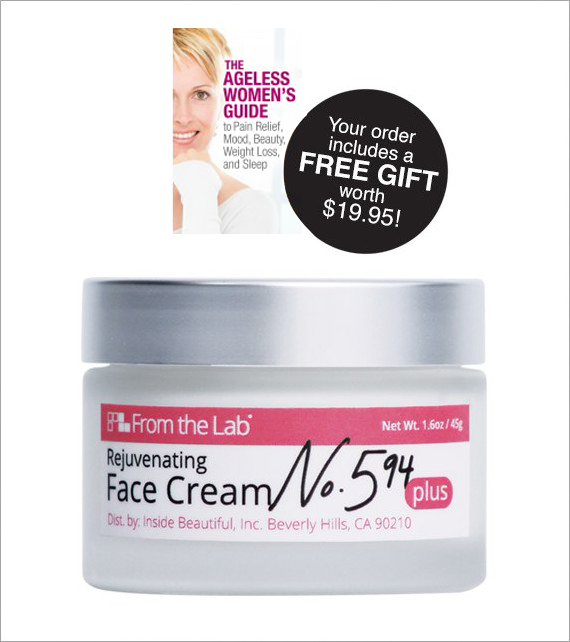 THE
AGELESS
WOMEN'S
GUIDE
to Pain Relief,
Mood, Beauty,
Weight Loss,
and Sleep
Your order
includes a
FREE GIFT
worth
$19.95!
From the Lab®
Net Wt. 1.6oz / 45g
Rejuvenating
Face Cream No. 594 plus
Dist. by: Inside Beautiful, Inc. Beverly Hills, CA 90210